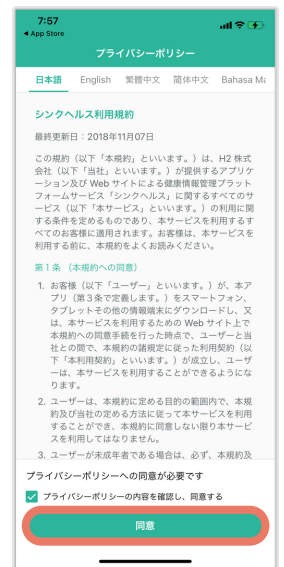 7:57
◀ App Store
プライバシーポリシー
日本語 English 繁體中文 简体中文 Bahasa Ma
シンクヘルス利用規約
最終更新日：2018年11月07日
この規約（以下「本規約」といいます。）は、H2 株式
会社（以下「当社」といいます。）が提供するアプリケ
ーション及び Web サイトによる健康情報管理プラット
フォームサービス「シンクヘルス」に関するすべてのサ
ービス（以下「本サービス」といいます。）の利用に関
する条件を定めるものであり、本サービスを利用するす
べてのお客様に適用されます。お客様は、本サービスを
利用する前に、本規約をよくお読みください。
第１条 （本規約への同意）
1. お客様（以下「ユーザー」といいます。）が、本ア
プリ（第３条で定義します。）をスマートフォン、
タブレットその他の情報端末にダウンロードし、又
は、本サービスを利用するための Web サイト上で
本規約への同意手続を行った時点で、ユーザーと当
社との間で、本規約の諸規定に従った利用契約（以
下「本利用契約」といいます。）が成立し、ユーザ
ーは、本サービスを利用することができるようにな
ります。
2. ユーザーは、本規約に定める目的の範囲内で、本規
約及び当社の定める方法に従って本サービスを利用
することができ、本規約に同意しない限り本サービ
スを利用してはなりません。
3. ユーザーが未成年者である場合は、必ず、本規約及
プライバシーポリシーへの同意が必要です
プライバシーポリシーの内容を確認し、同意する
同意